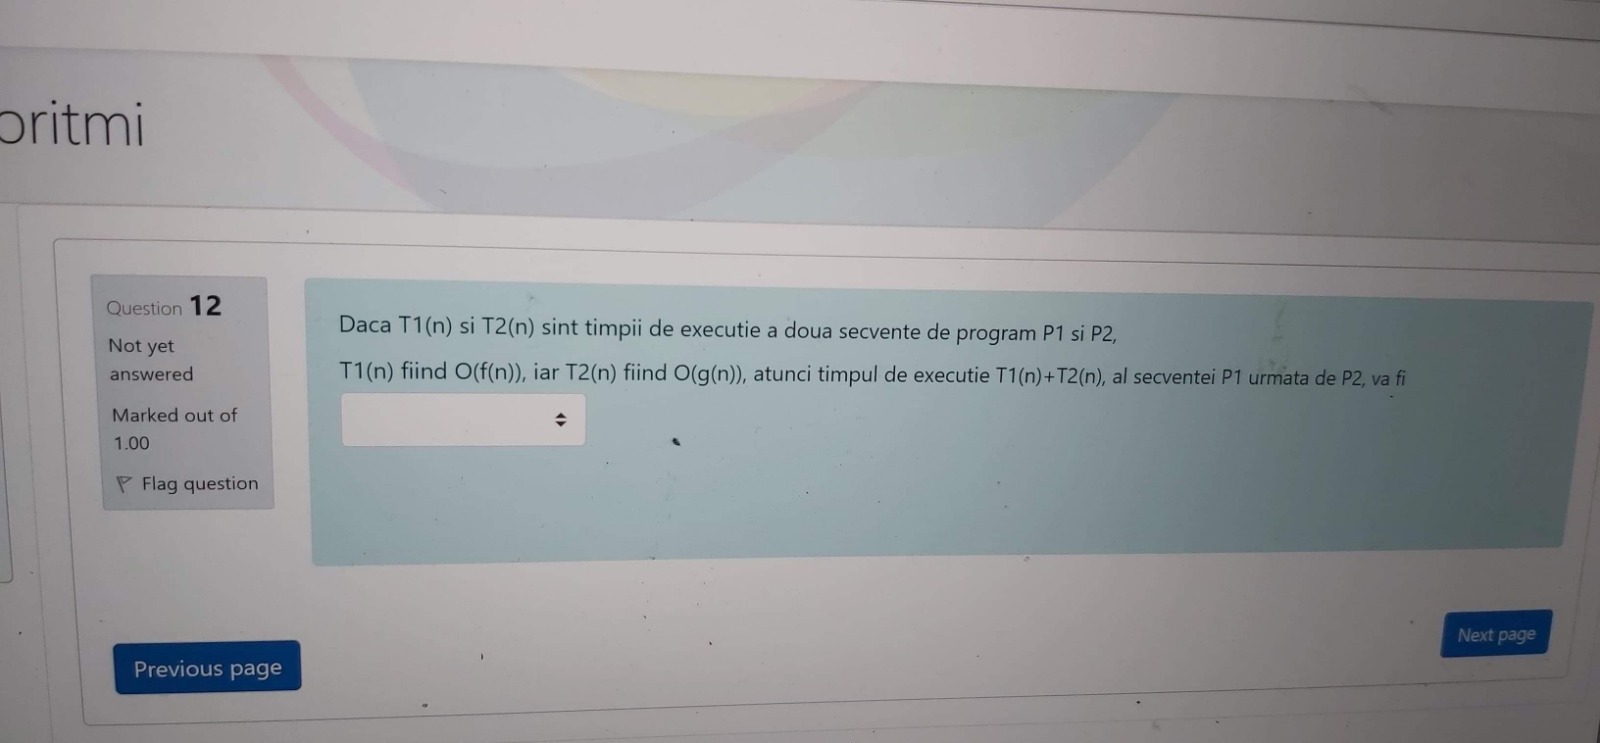 oritmi
Question 12
Not yet
answered
Marked out of
1.00
Flag question
Daca T1(n) si T2(n) sint timpii de executie a doua secvente de program P1 si P2,
T1(n) fiind O(f(n)), iar T2(n) fiind O(g(n)), atunci timpul de executie T1(n)+T2(n), al secventei P1 urmata de P2, va fi
Previous page
Next page